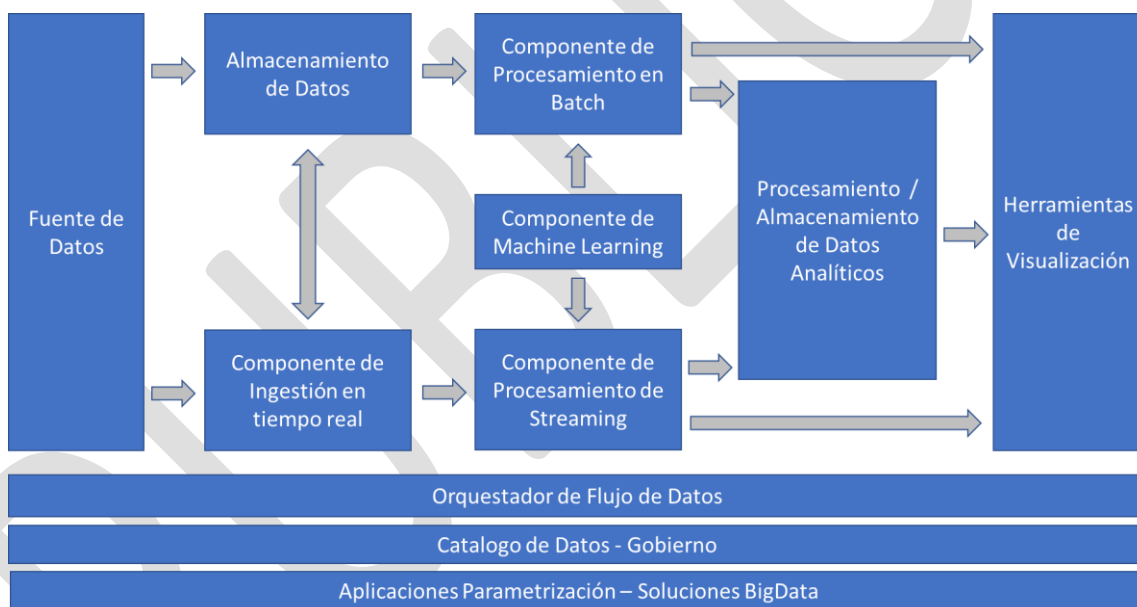 Fuente de
Datos
Almacenamiento
de Datos
Componente de
Ingestión en
tiempo real
Componente de
Procesamiento en
Batch
Componente de
Machine Learning
Componente de
Procesamiento de
Streaming
Procesamiento /
Almacenamiento
de Datos
Analíticos
Herramientas
de
Visualización
Orquestador de Flujo de Datos
Catalogo de Datos - Gobierno
Aplicaciones Parametrización – Soluciones BigData